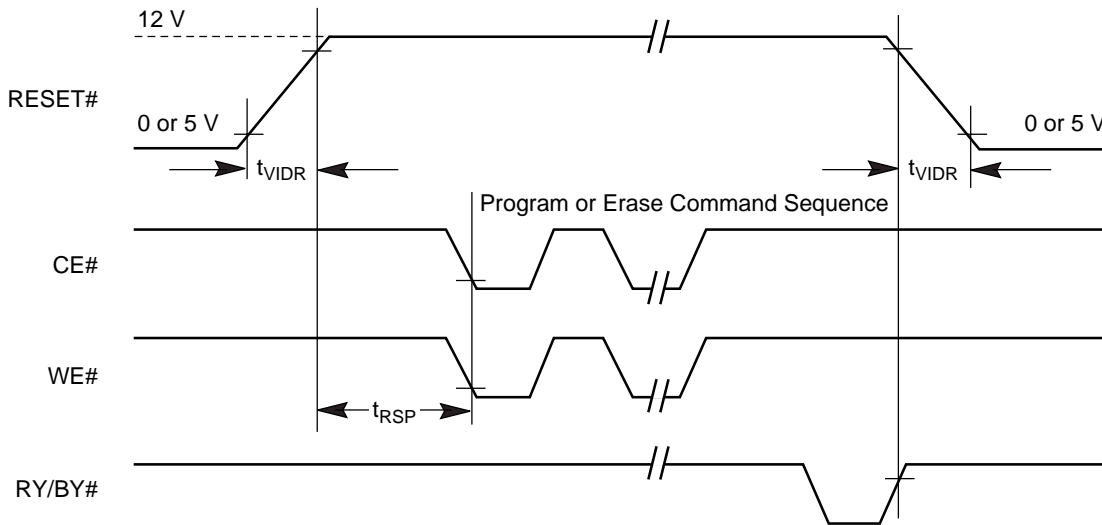 12 V
RESET#
0 or 5 V
0 or 5 V
tVIDR
tVIDR
Program or Erase Command Sequence
CE#
WE#
tRSP
RY/BY#